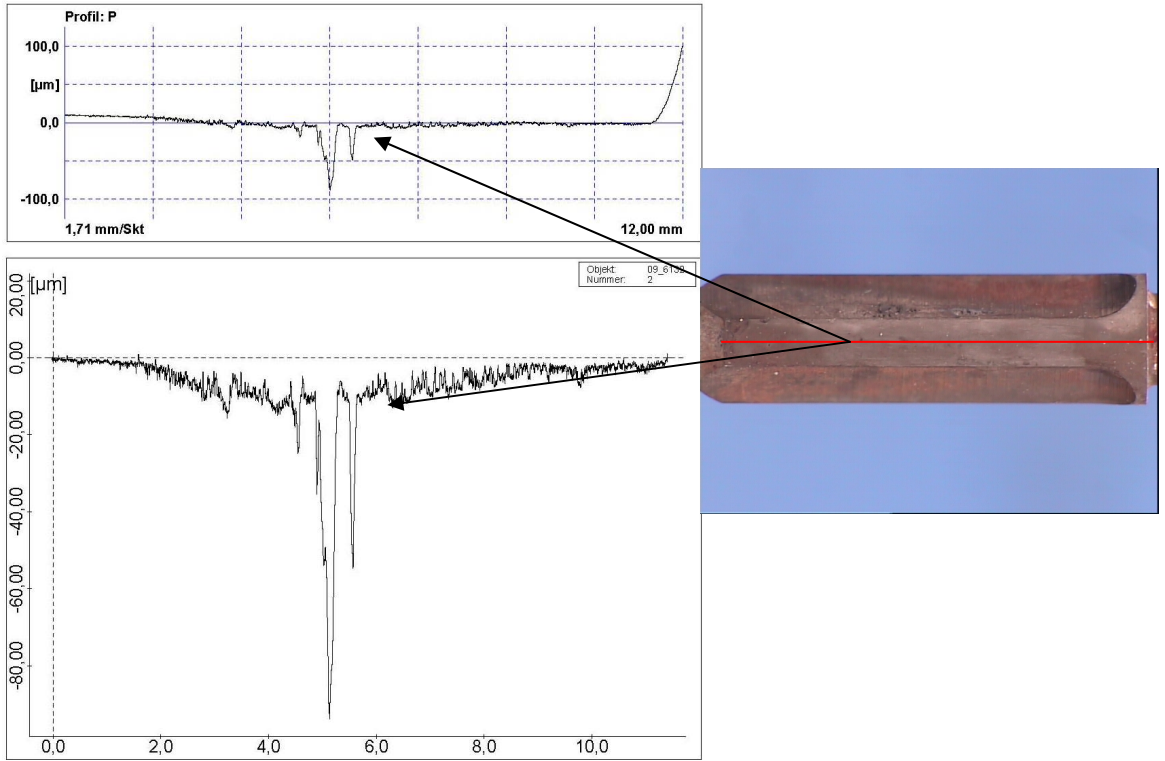 Profil: P
100,0
[µm]
0,0
-100,0
1,71 mm/Skt 12,00 mm
Objekt: 09_6132
Nummer: 2
[µm]
20,00
0,00
-20,00
-40,00
-60,00
-80,00
0,0 2,0 4,0 6,0 8,0 10,0